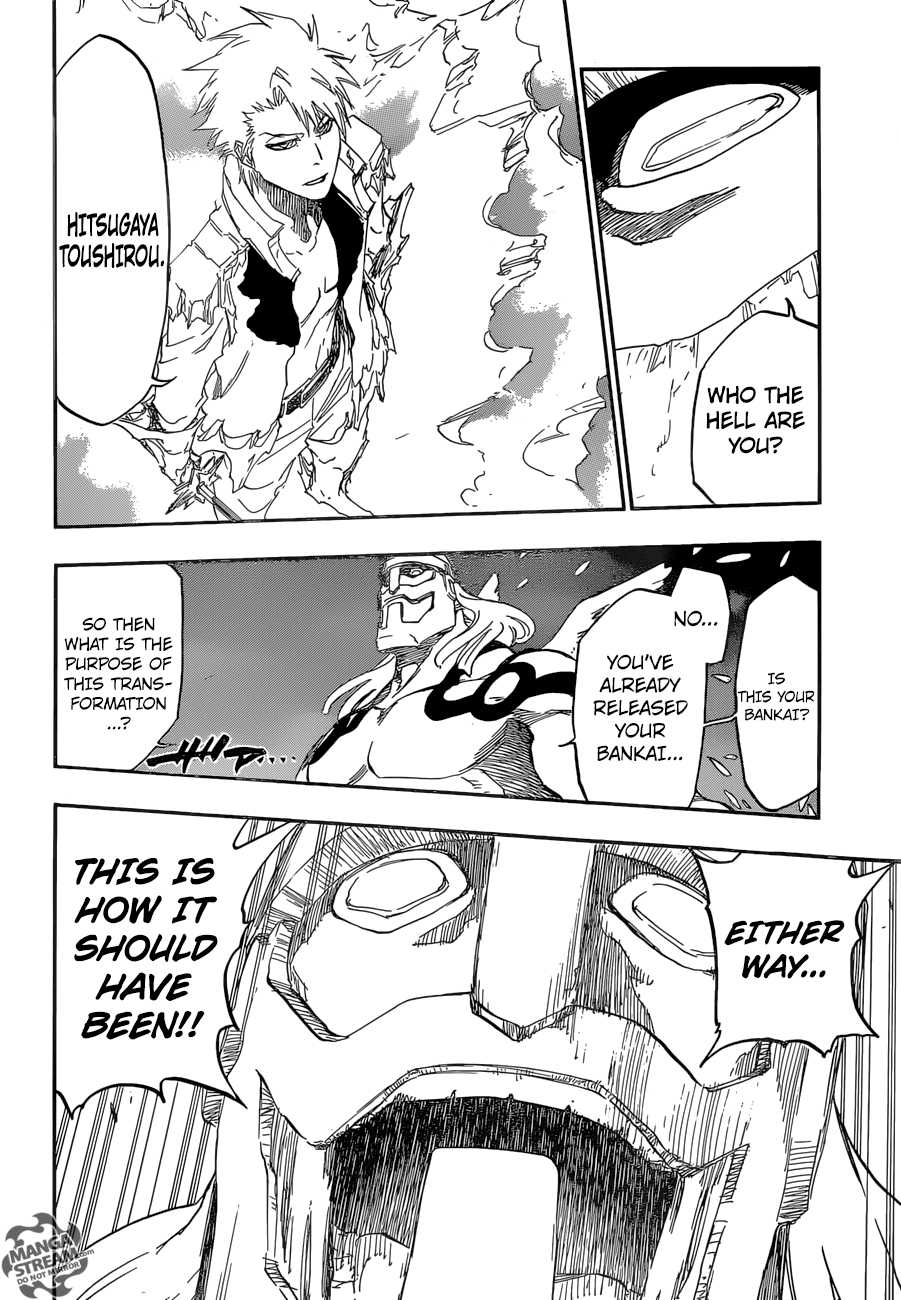 WHO THE
HELL ARE
YOU?
HITSUGAYA
TOUSHIROU.
IS
THIS YOUR
BANKAI?
NO...
YOU'VE
ALREADY
RELEASED
YOUR
BANKAI...
SO THEN
WHAT IS THE
PURPOSE OF
THIS TRANS-
FORMATION
...?
EITHER
WAY...
THIS IS
HOW IT
SHOULD
HAVE
BEEN!!
MANGA
STREAM.com
DO NOT MIRROR!